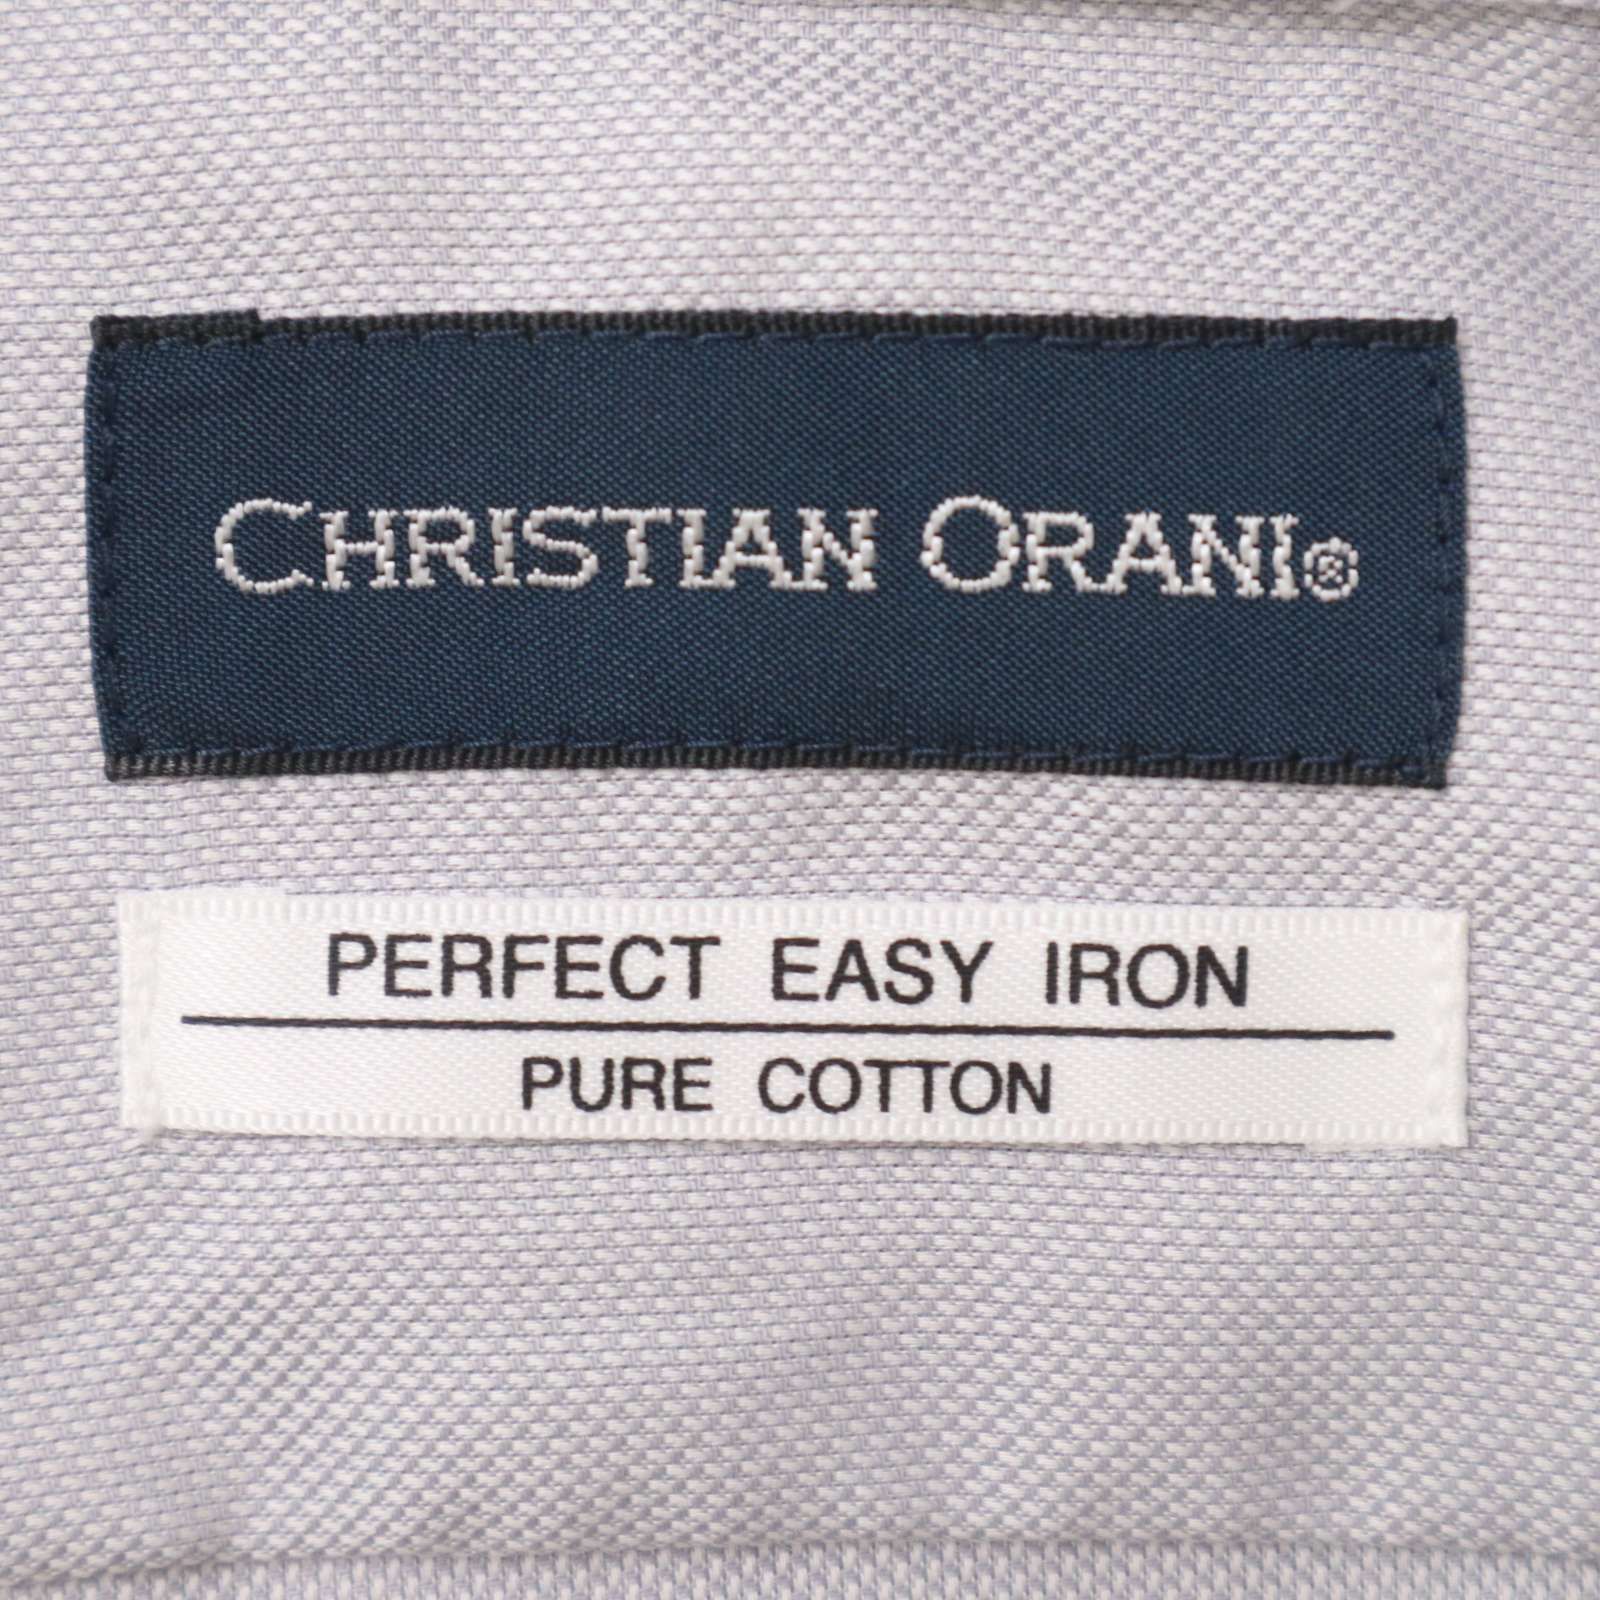 CHRISTIAN ORANI®
PERFECT EASY IRON
PURE COTTON